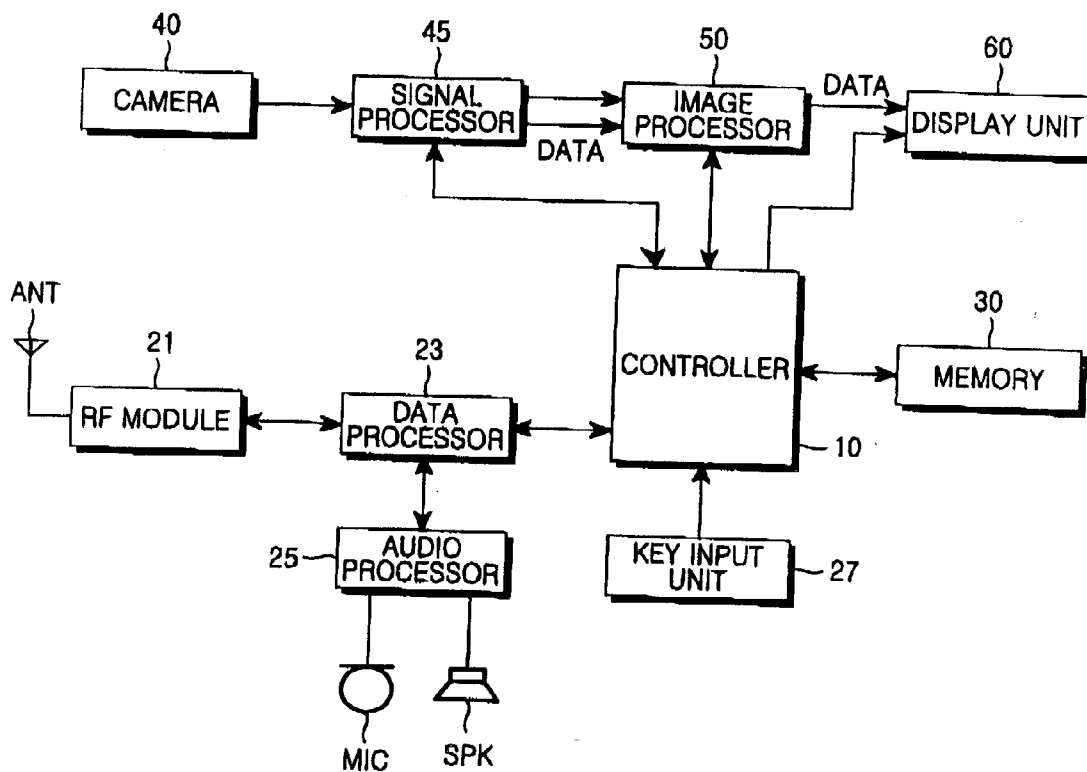 40
45
50
60
CAMERA
SIGNAL
PROCESSOR
IMAGE
PROCESSOR
DATA
DISPLAY UNIT
DATA
ANT
21
23
30
RF MODULE
DATA
PROCESSOR
CONTROLLER
MEMORY
10
25
AUDIO
PROCESSOR
KEY INPUT
UNIT
27
MIC
SPK